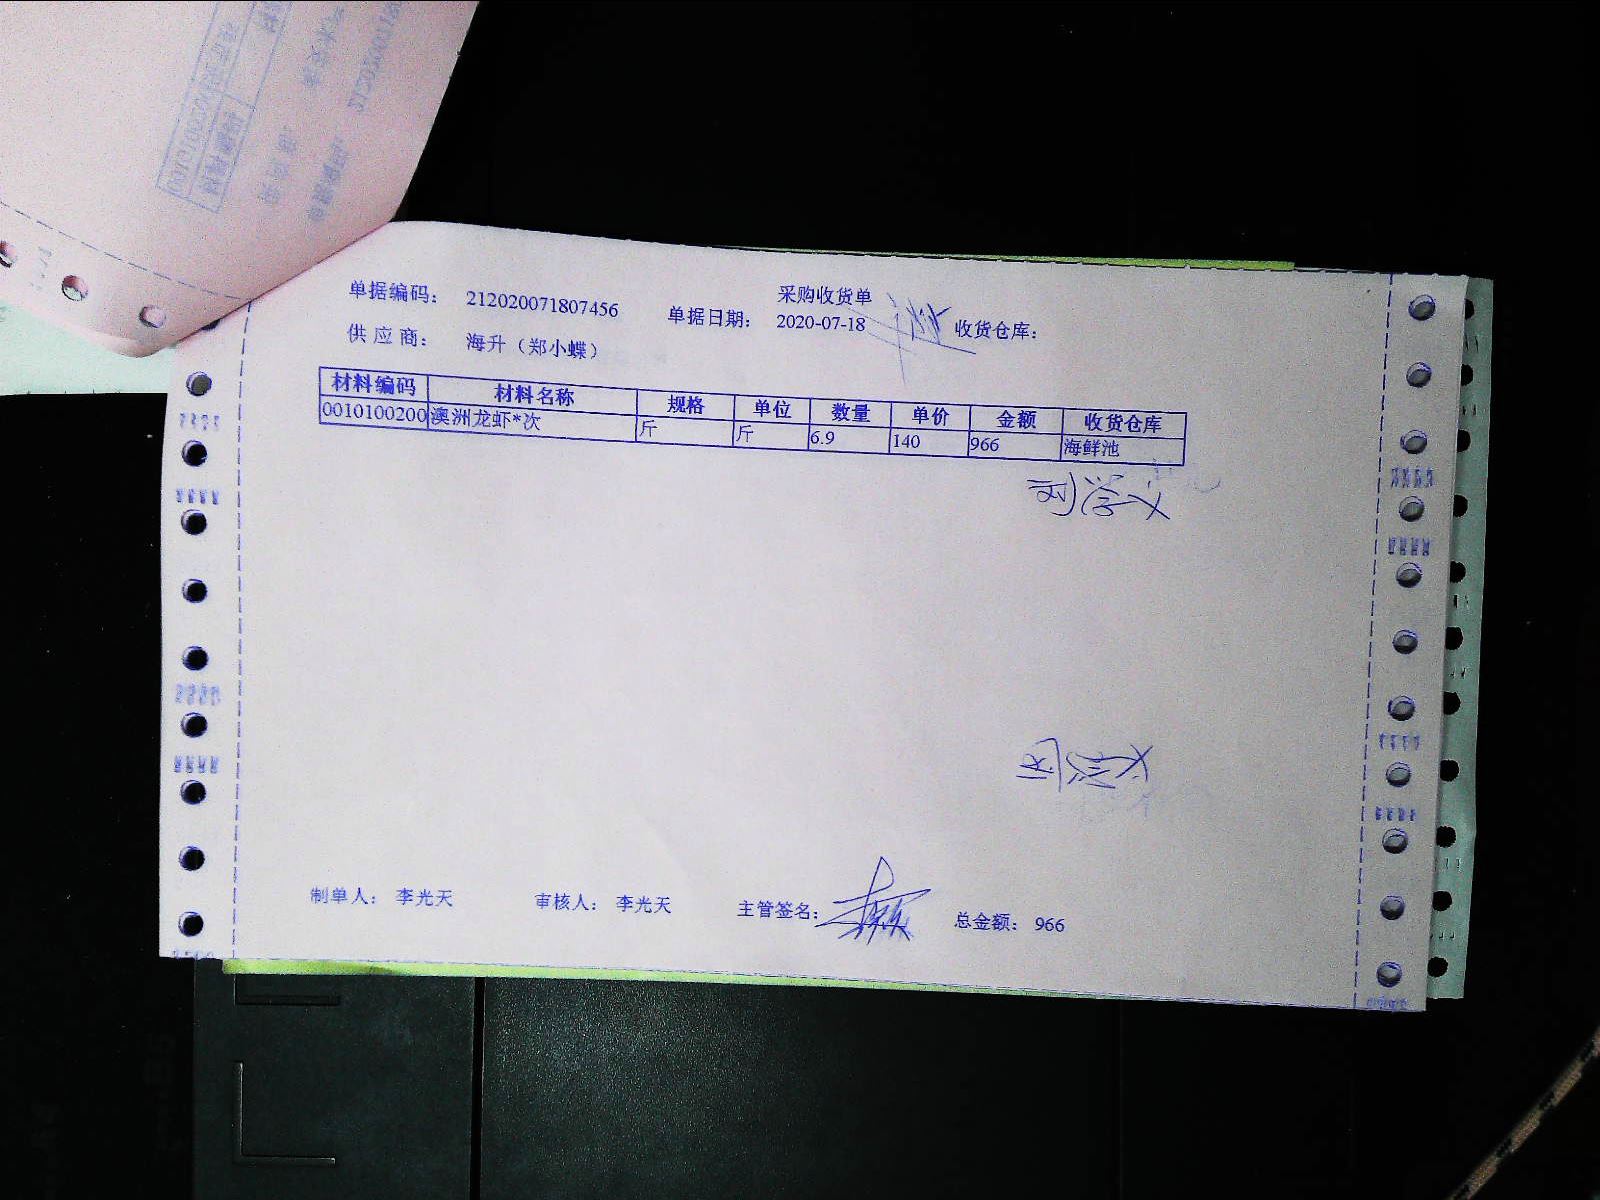 采购收货单
单据编码： 212020071807456 单据日期： 2020-07-18 收货仓库：
供 应 商： 海升（郑小蝶）
材料编码 材料名称 规格 单位 数量 单价 金额 收货仓库
0010100200 澳洲龙虾*次 斤 斤 6.9 140 966 海鲜池
刘学义
制单人： 李光天 审核人： 李光天 主管签名： 总金额： 966